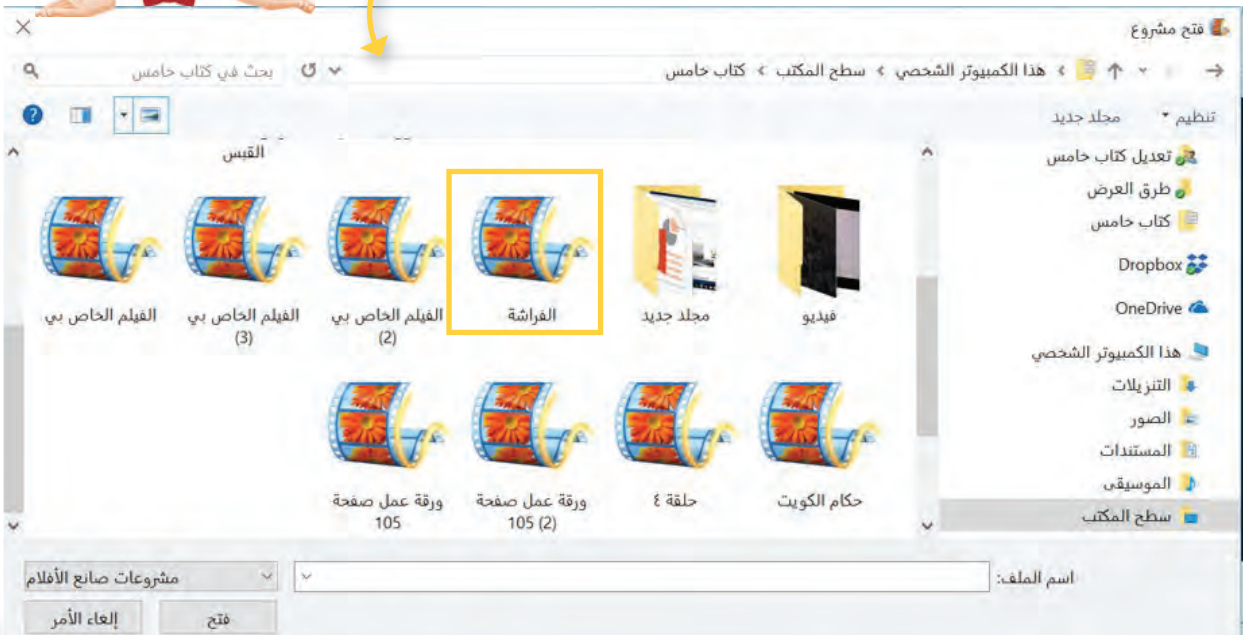 فتح مشروع
هذا الكمبيوتر الشخصي › سطح المكتب › كتاب خامس
بحث في كتاب خامس
تنظيم
مجلد جديد
تعديل كتاب خامس
طرق العرض
كتاب خامس
Dropbox
OneDrive
هذا الكمبيوتر الشخصي
التنزيلات
الصور
المستندات
الموسيقى
سطح المكتب
القبس
فيديو
مجلد جديد
الفراشة
الفيلم الخاص بي
(2)
الفيلم الخاص بي
(3)
الفيلم الخاص بي
حكام الكويت
حلقة ٤
ورقة عمل صفحة
105 (2)
ورقة عمل صفحة
105
اسم الملف:
مشروعات صانع الأفلام
فتح
إلغاء الأمر